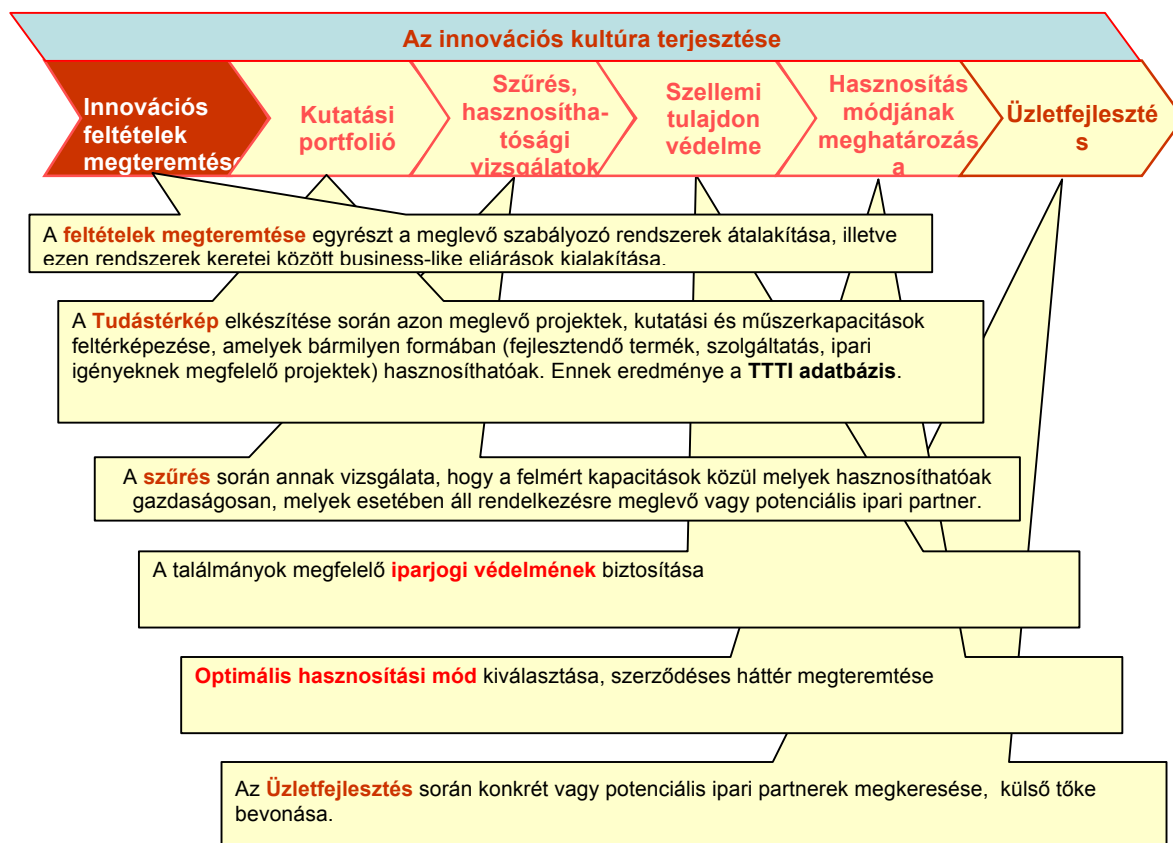 Az innovációs kultúra terjesztése
Innovációs
feltételek
megteremtése
Kutatási
portfolió
Szűrés,
hasznosítha-
tósági
vizsgálatok
Szellemi
tulajdon
védelme
Hasznosítás
módjának
meghatározás
a
Üzletfejleszté
s
A feltételek megteremtése egyrészt a meglevő szabályozó rendszerek átalakítása, illetve
ezen rendszerek keretei között business-like eljárások kialakítása.
A Tudástérkép elkészítése során azon meglevő projektek, kutatási és műszerkapacitások
feltérképezése, amelyek bármilyen formában (fejlesztendő termék, szolgáltatás, ipari
igényeknek megfelelő projektek) hasznosíthatóak. Ennek eredménye a TTTI adatbázis.
A szűrés során annak vizsgálata, hogy a felmért kapacitások közül melyek hasznosíthatóak
gazdaságosan, melyek esetében áll rendelkezésre meglevő vagy potenciális ipari partner.
A találmányok megfelelő iparjogi védelmének biztosítása
Optimális hasznosítási mód kiválasztása, szerződéses háttér megteremtése
Az Üzletfejlesztés során konkrét vagy potenciális ipari partnerek megkeresése, külső tőke
bevonása.